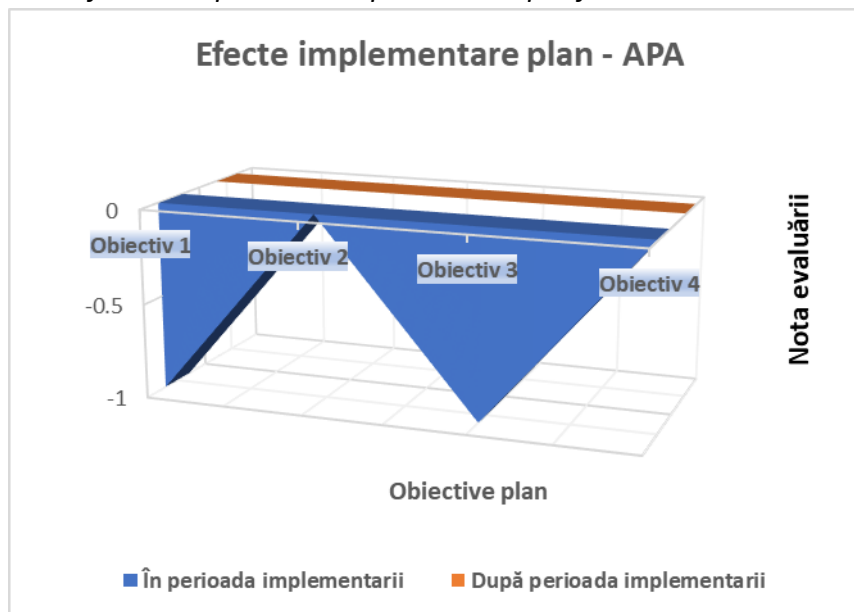 Efecte implementare plan - APA
0
Obiectiv 1
Obiectiv 2
Obiectiv 3
Obiectiv 4
-0.5
-1
Nota evaluării
Obiective plan
În perioada implementarii
După perioada implementarii